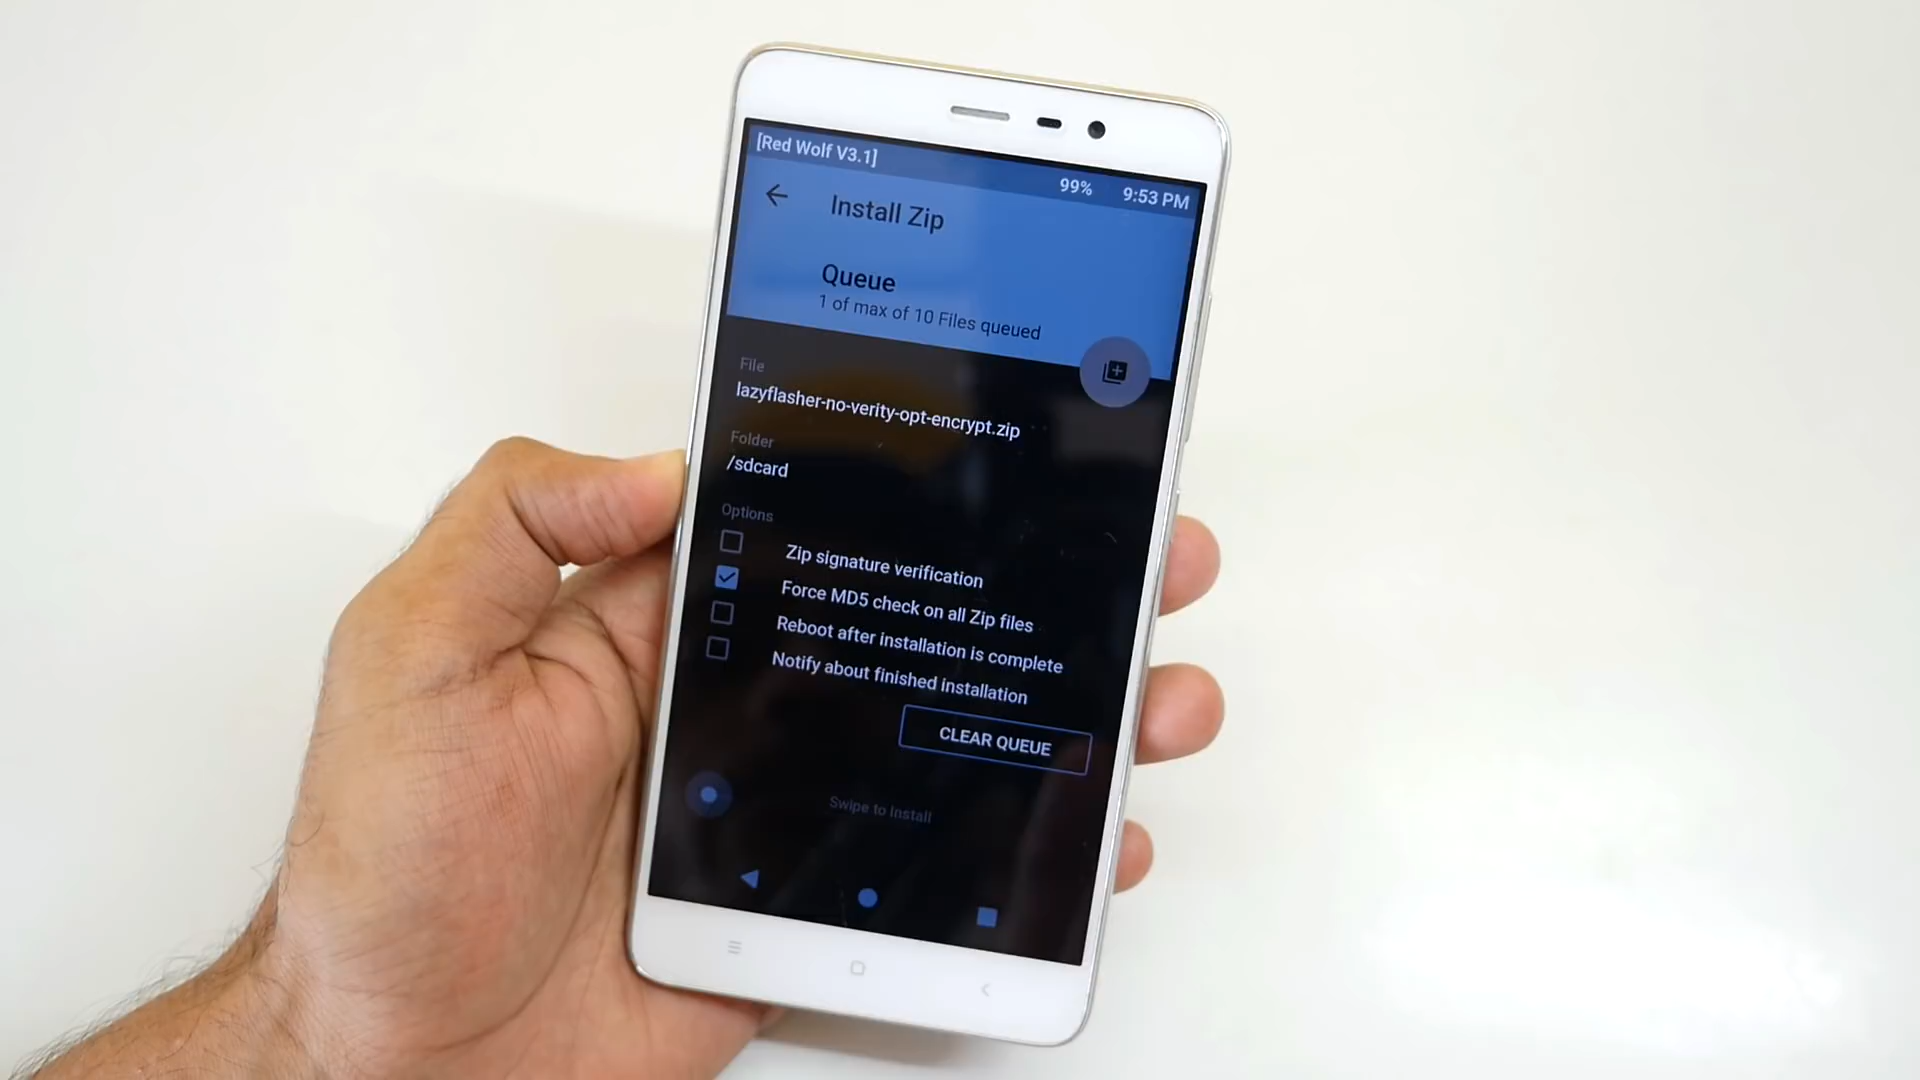 [Red Wolf V3.1]
99% 9:53 PM
Install Zip
Queue
1 of max of 10 Files queued
File
lazyflasher-no-verity-opt-encrypt.zip
Folder
/sdcard
Options
Zip signature verification
Force MD5 check on all Zip files
Reboot after installation is complete
Notify about finished installation
CLEAR QUEUE
Swipe to Install